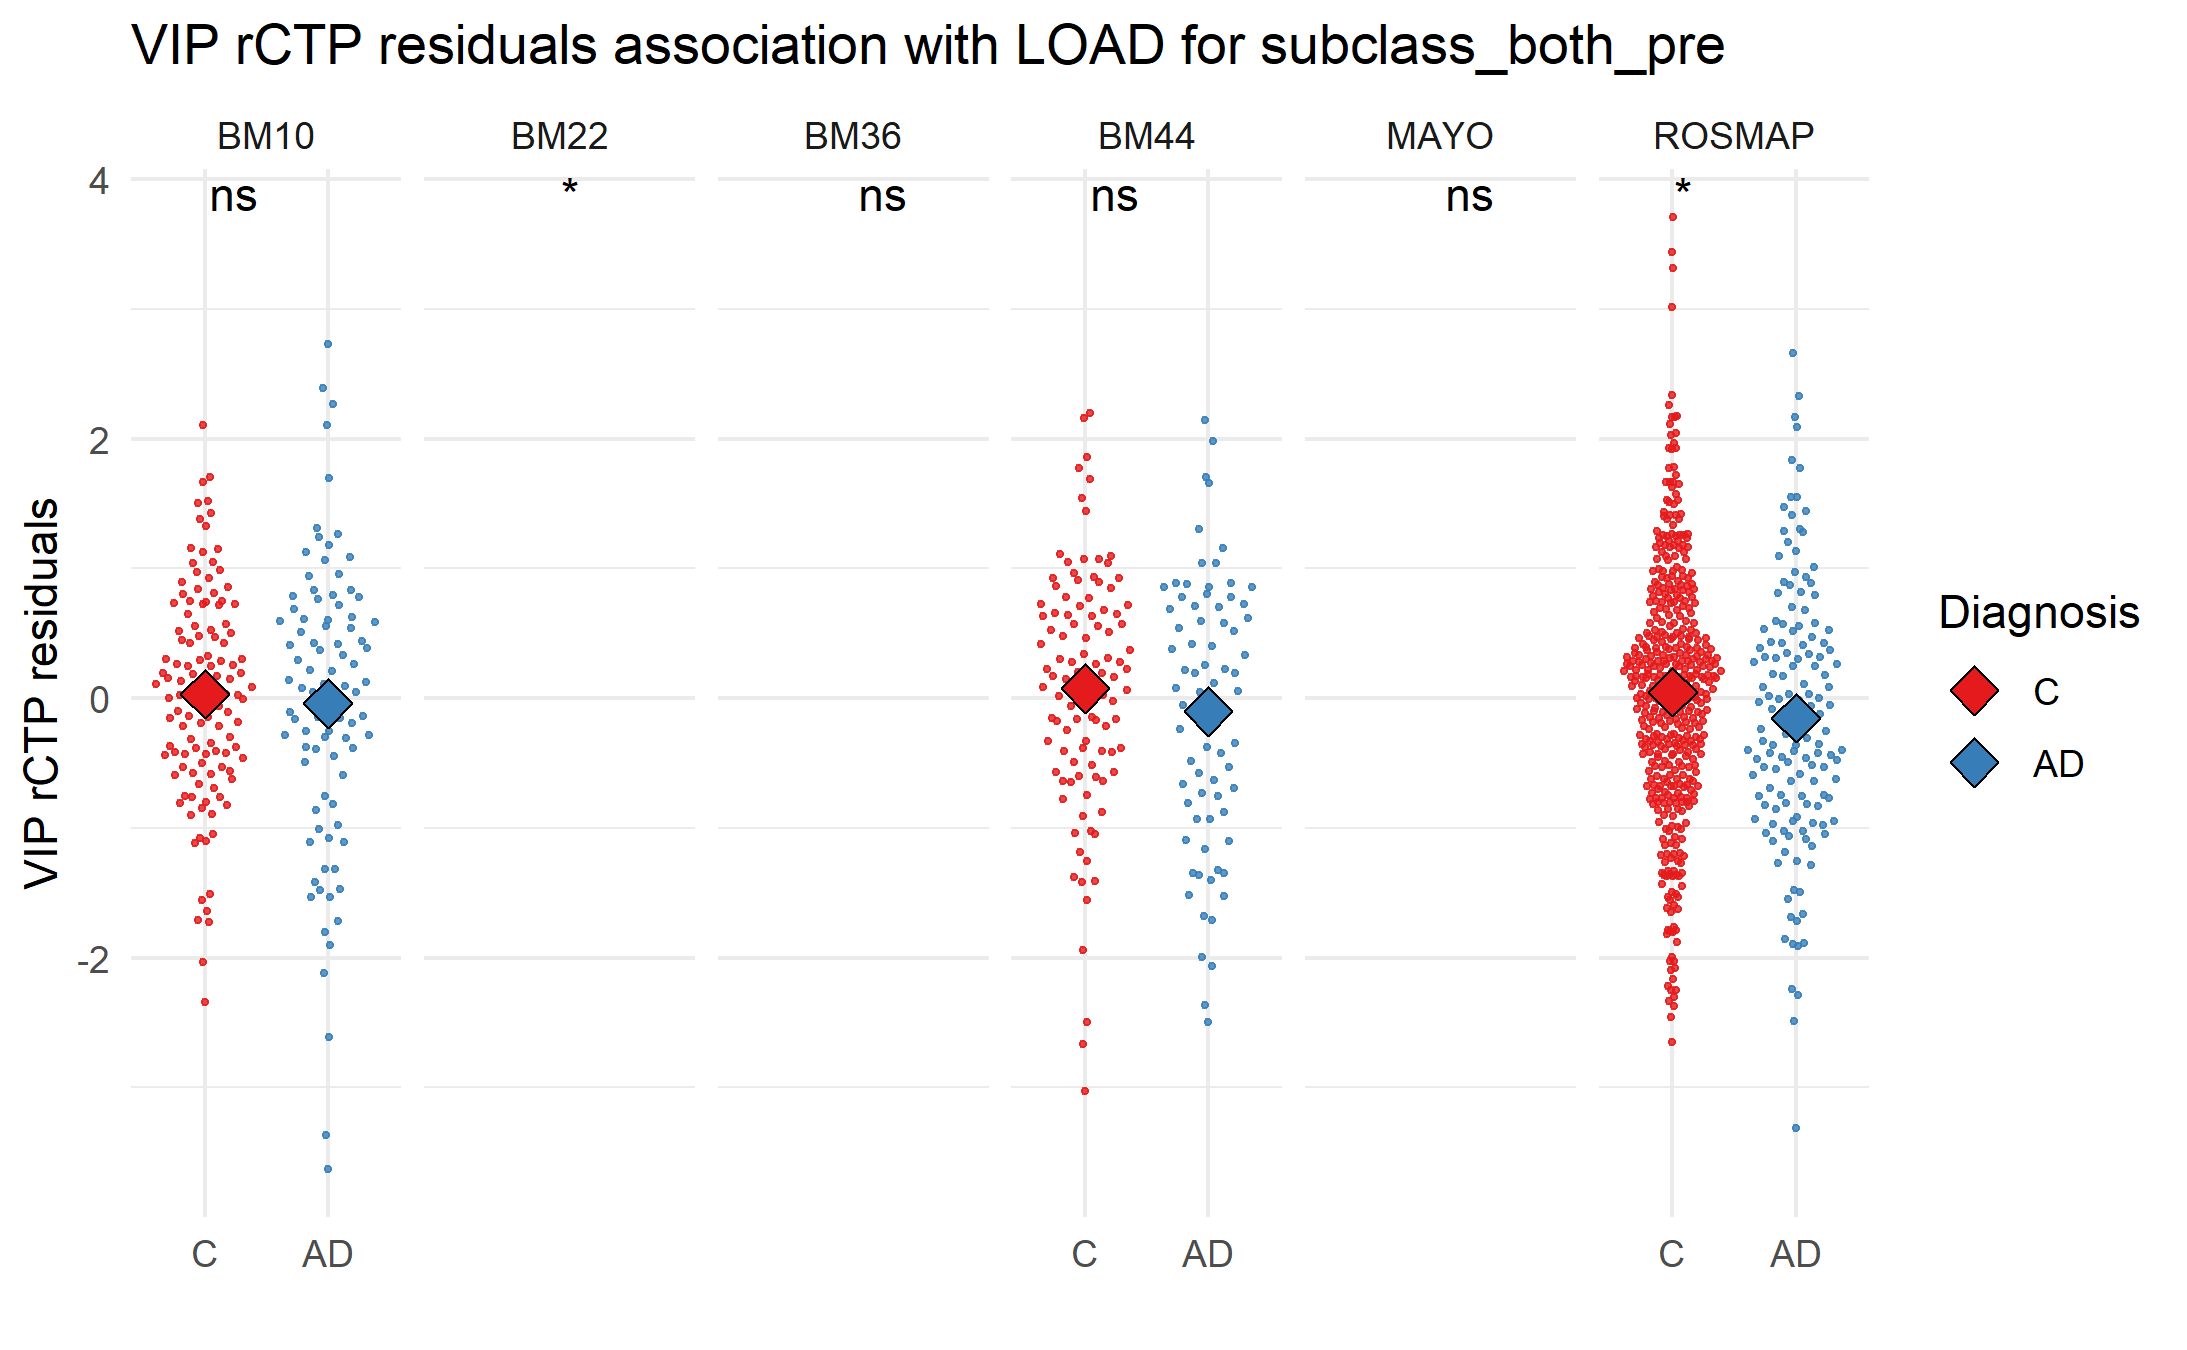 VIP rCTP residuals association with LOAD for subclass_both_pre
BM10 BM22 BM36 BM44 MAYO ROSMAP
ns * ns ns ns *
4
2
0
-2
VIP rCTP residuals
C AD C AD C AD
Diagnosis
C
AD